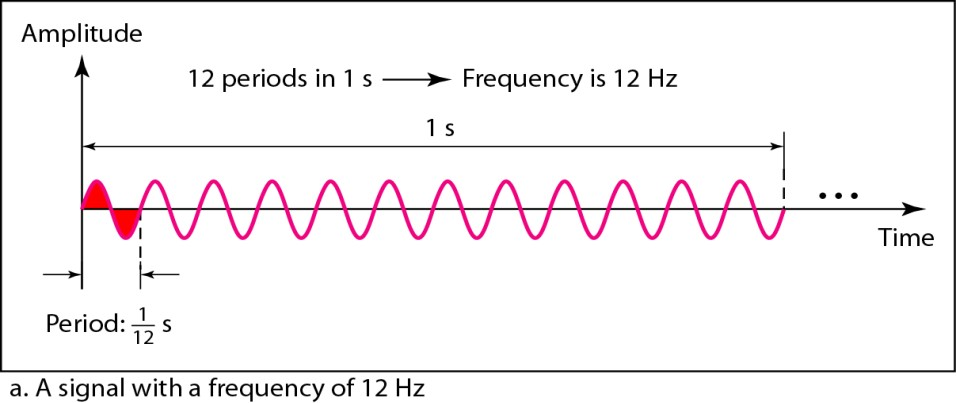 Amplitude
12 periods in 1 s → Frequency is 12 Hz
1 s
...
Time
Period: 1/12 s
a. A signal with a frequency of 12 Hz